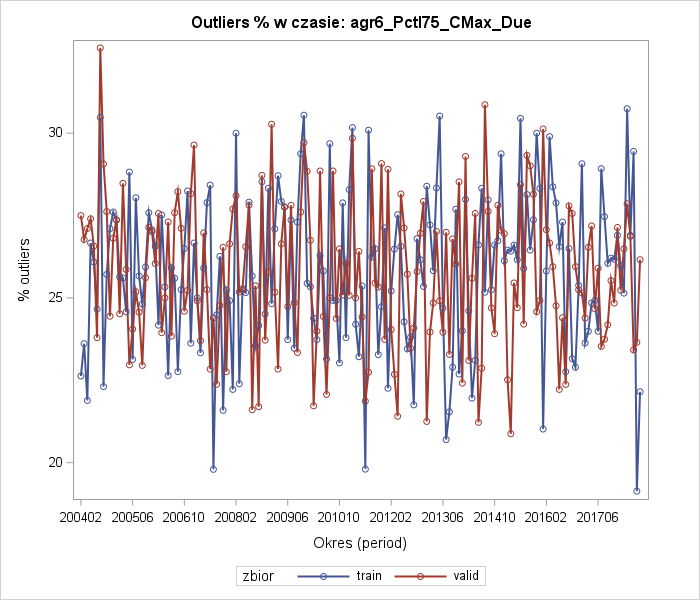 Outliers % w czasie: agr6_Pctl75_CMax_Due
% outliers
30
25
20
200402 200506 200610 200802 200906 201010 201202 201306 201410 201602 201706
Okres (period)
zbior train valid